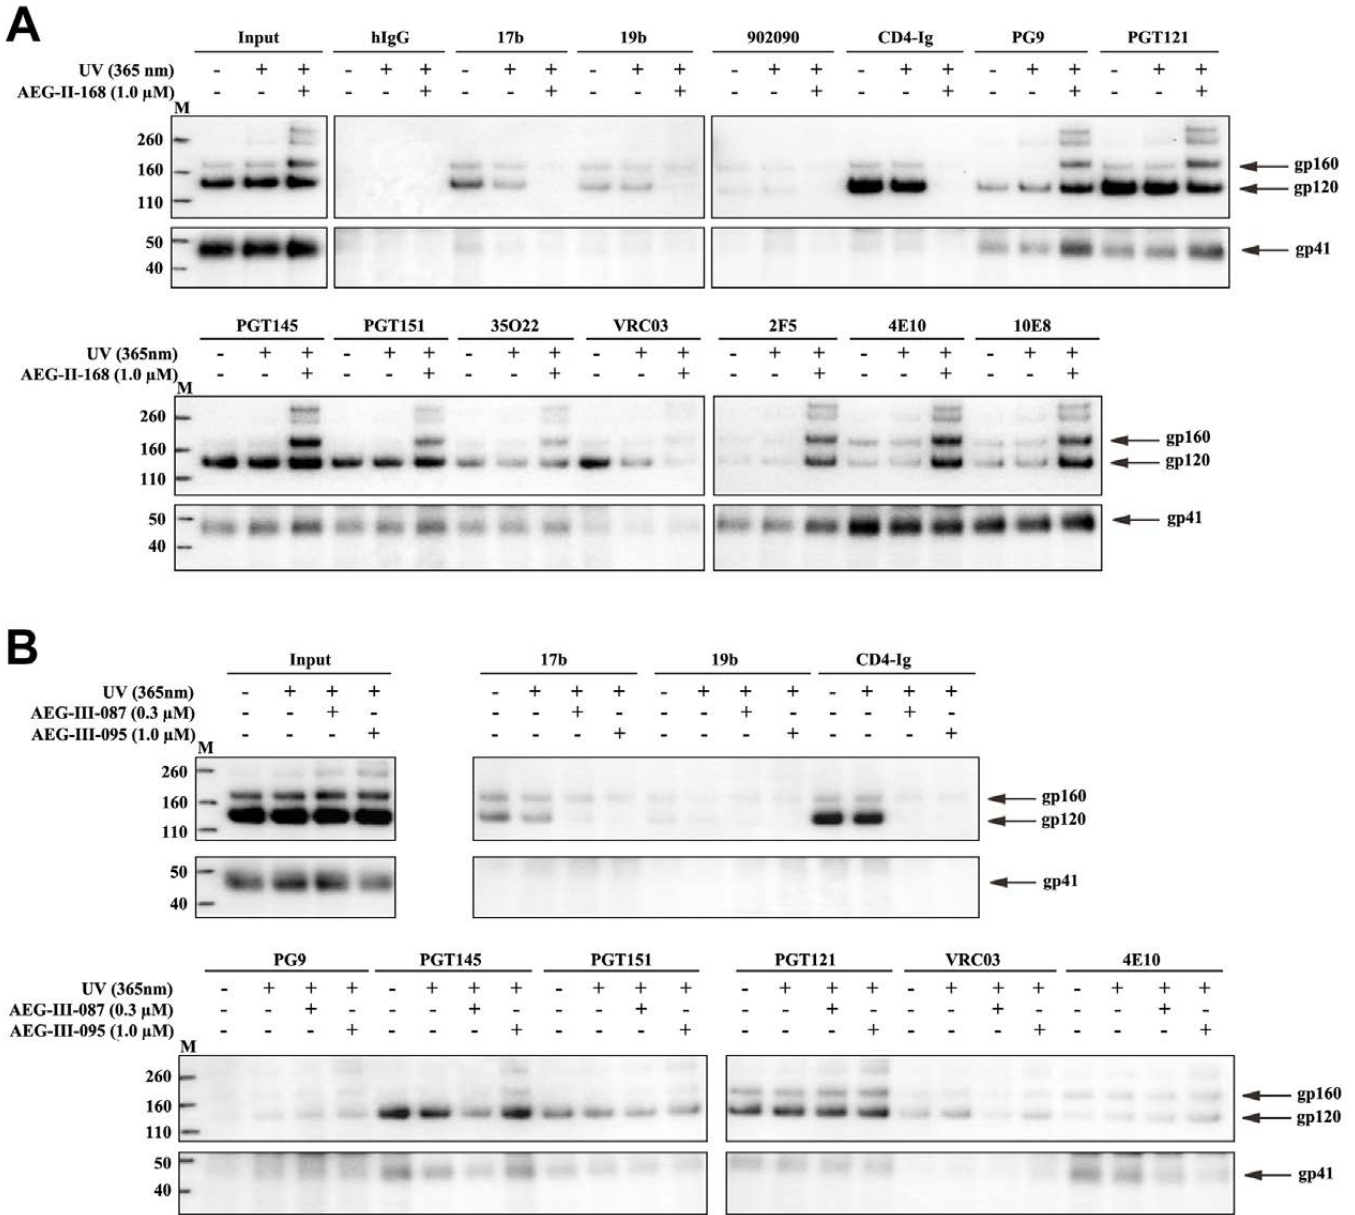 A
Input hIgG 17b 19b 902090 CD4-Ig PG9 PGT121
UV (365 nm) - + + - + + - + + - + + - + + - + + - + + - + +
AEG-II-168 (1.0 µM) - - + - - + - - + - - + - - + - - + - - + - - +
M
260
160
110
gp160
gp120
50
40
gp41
PGT145 PGT151 35O22 VRC03 2F5 4E10 10E8
UV (365nm) - + + - + + - + + - + + - + + - + + - + +
AEG-II-168 (1.0 µM) - - + - - + - - + - - + - - + - - + - - +
M
260
160
110
gp160
gp120
50
40
gp41
B
Input 17b 19b CD4-Ig
UV (365nm) - + + + - + + + - + + + - + + +
AEG-III-087 (0.3 µM) - - + - - - + - - - + - - - + -
AEG-III-095 (1.0 µM) - - - + - - - + - - - + - - - +
M
260
160
110
gp160
gp120
50
40
gp41
PG9 PGT145 PGT151 PGT121 VRC03 4E10
UV (365nm) - + + + - + + + - + + + - + + + - + + + - + + +
AEG-III-087 (0.3 µM) - - + - - - + - - - + - - - + - - - + - - - + -
AEG-III-095 (1.0 µM) - - - + - - - + - - - + - - - + - - - + - - - +
M
260
160
110
gp160
gp120
50
40
gp41